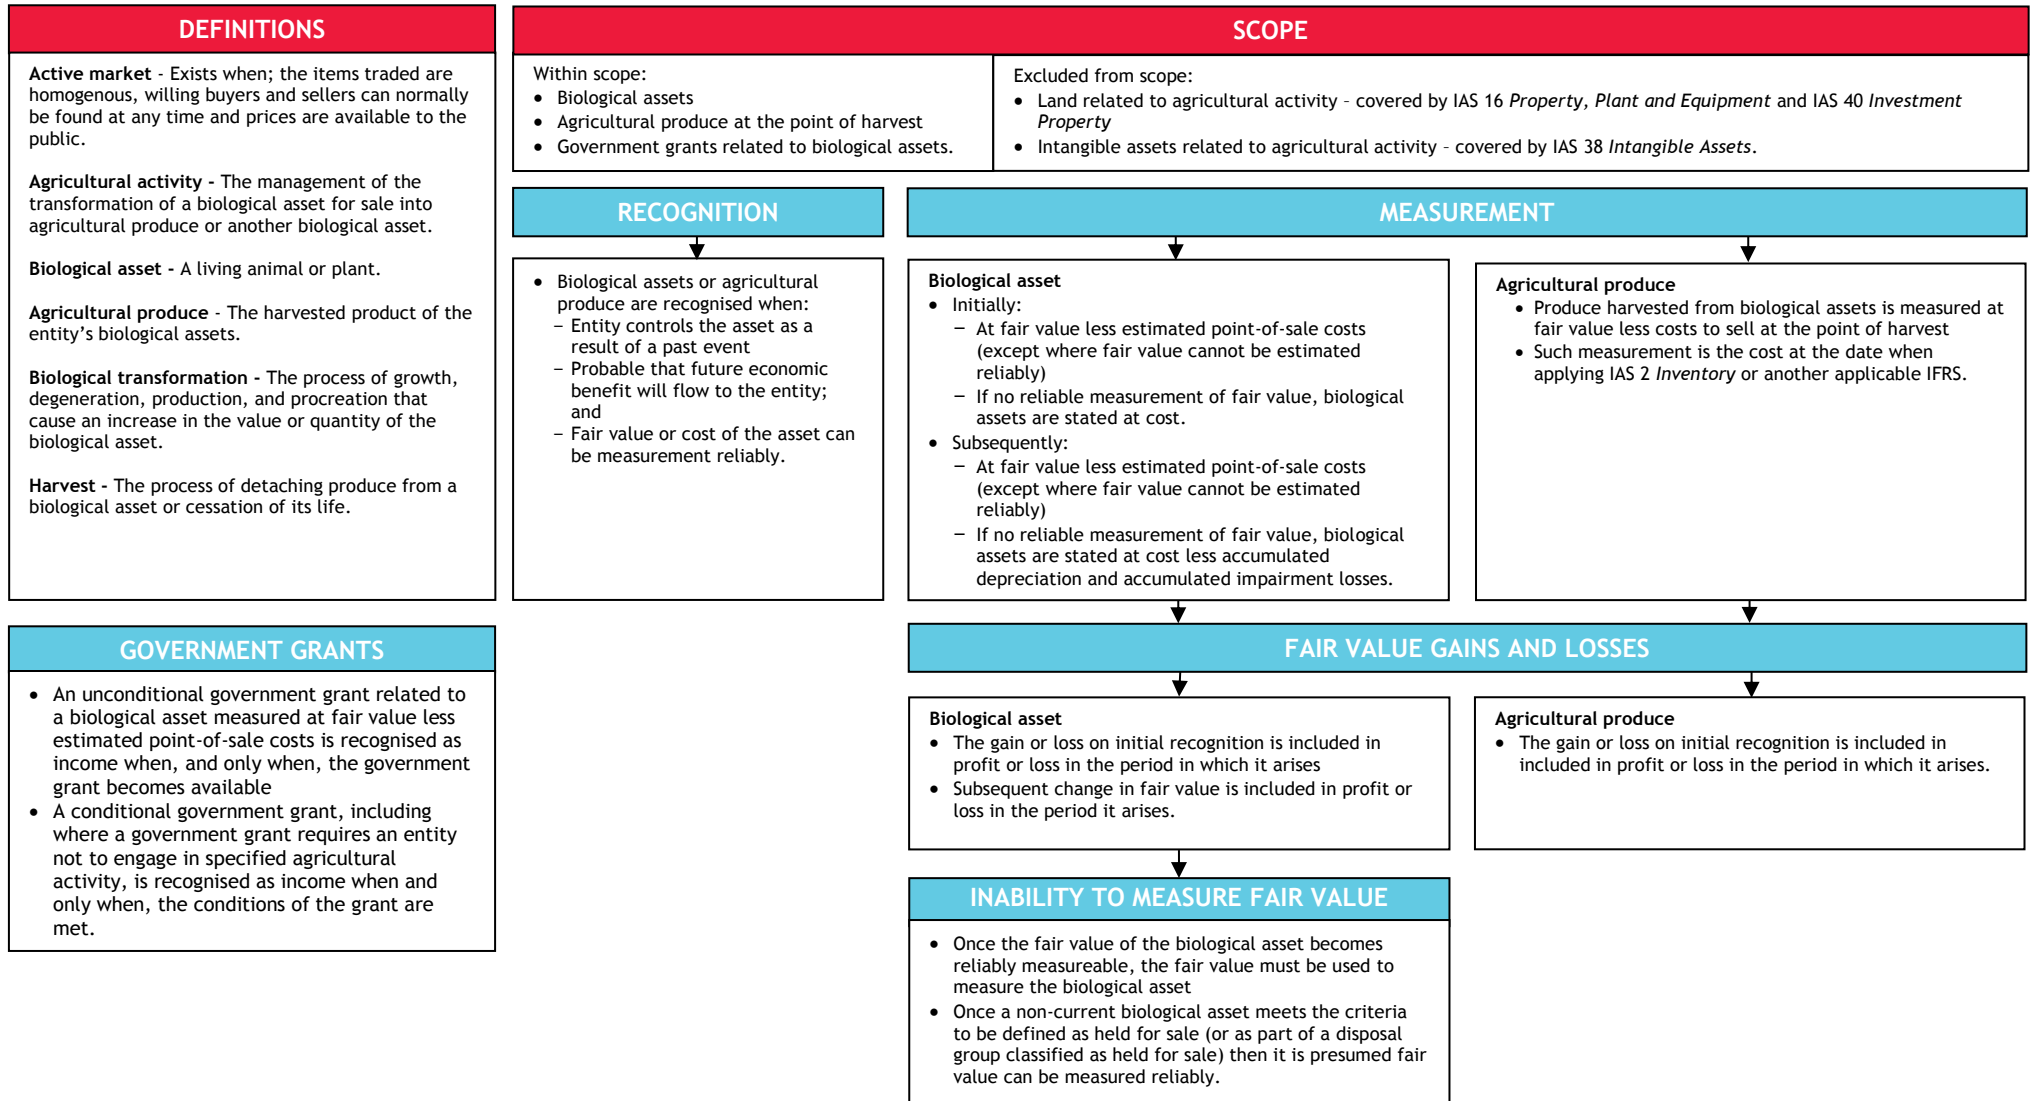 DEFINITIONS
Active market - Exists when; the items traded are
homogenous, willing buyers and sellers can normally
be found at any time and prices are available to the
public.
Agricultural activity - The management of the
transformation of a biological asset for sale into
agricultural produce or another biological asset.
Biological asset - A living animal or plant.
Agricultural produce - The harvested product of the
entity's biological assets.
Biological transformation - The process of growth,
degeneration, production, and procreation that
cause an increase in the value or quantity of the
biological asset.
Harvest - The process of detaching produce from a
biological asset or cessation of its life.
SCOPE
Within scope:
• Biological assets
• Agricultural produce at the point of harvest
• Government grants related to biological assets.
Excluded from scope:
• Land related to agricultural activity – covered by IAS 16 Property, Plant and Equipment and IAS 40 Investment
Property
• Intangible assets related to agricultural activity – covered by IAS 38 Intangible Assets.
RECOGNITION
• Biological assets or agricultural
produce are recognised when:
− Entity controls the asset as a
result of a past event
− Probable that future economic
benefit will flow to the entity;
and
− Fair value or cost of the asset can
be measurement reliably.
MEASUREMENT
Biological asset
• Initially:
− At fair value less estimated point-of-sale costs
(except where fair value cannot be estimated
reliably)
− If no reliable measurement of fair value, biological
assets are stated at cost.
• Subsequently:
− At fair value less estimated point-of-sale costs
(except where fair value cannot be estimated
reliably)
− If no reliable measurement of fair value, biological
assets are stated at cost less accumulated
depreciation and accumulated impairment losses.
Agricultural produce
• Produce harvested from biological assets is measured at
fair value less costs to sell at the point of harvest
• Such measurement is the cost at the date when
applying IAS 2 Inventory or another applicable IFRS.
GOVERNMENT GRANTS
• An unconditional government grant related to
a biological asset measured at fair value less
estimated point-of-sale costs is recognised as
income when, and only when, the government
grant becomes available
• A conditional government grant, including
where a government grant requires an entity
not to engage in specified agricultural
activity, is recognised as income when and
only when, the conditions of the grant are
met.
FAIR VALUE GAINS AND LOSSES
Biological asset
• The gain or loss on initial recognition is included in
profit or loss in the period in which it arises
• Subsequent change in fair value is included in profit or
loss in the period it arises.
Agricultural produce
• The gain or loss on initial recognition is included in
included in profit or loss in the period in which it arises.
INABILITY TO MEASURE FAIR VALUE
• Once the fair value of the biological asset becomes
reliably measureable, the fair value must be used to
measure the biological asset
• Once a non-current biological asset meets the criteria
to be defined as held for sale (or as part of a disposal
group classified as held for sale) then it is presumed fair
value can be measured reliably.